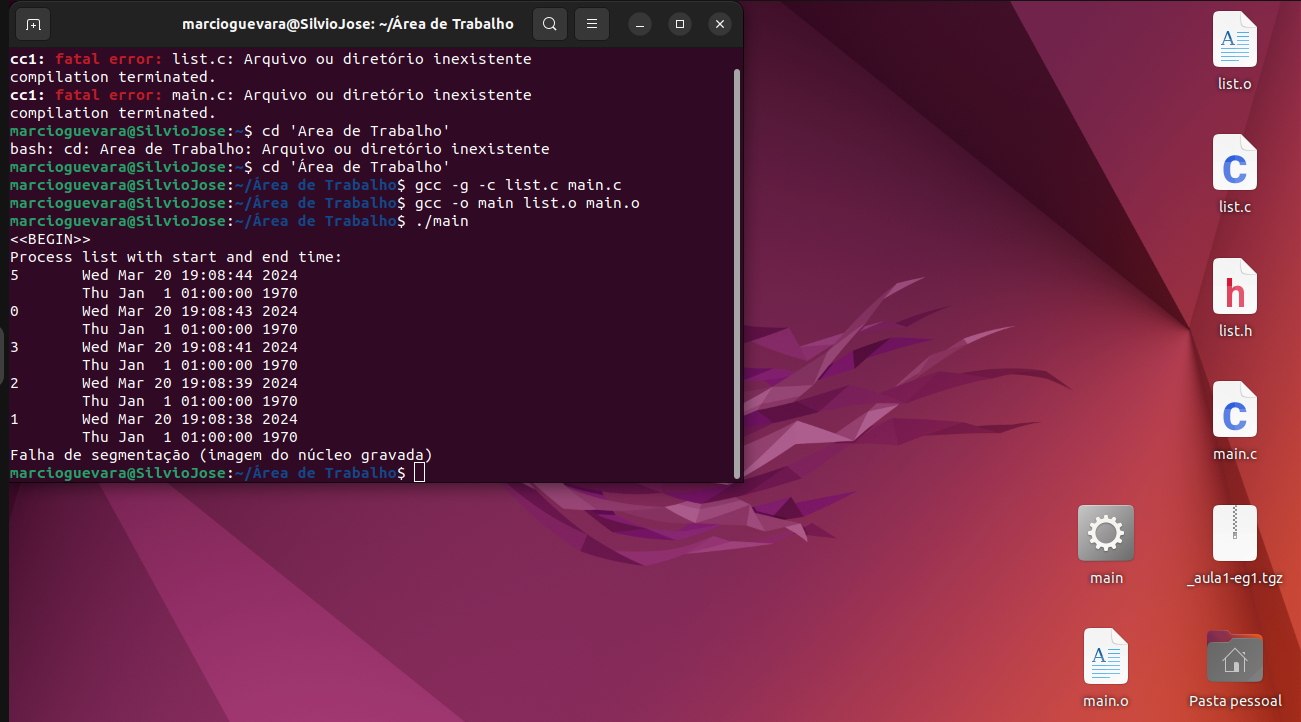 marcioguevara@SilvioJose: ~/Área de Trabalho
cc1: fatal error: list.c: Arquivo ou diretório inexistente
compilation terminated.
cc1: fatal error: main.c: Arquivo ou diretório inexistente
compilation terminated.
marcioguevara@SilvioJose:~$ cd 'Area de Trabalho'
bash: cd: Area de Trabalho: Arquivo ou diretório inexistente
marcioguevara@SilvioJose:~$ cd 'Área de Trabalho'
marcioguevara@SilvioJose:~/Área de Trabalho$ gcc -g -c list.c main.c
marcioguevara@SilvioJose:~/Área de Trabalho$ gcc -o main list.o main.o
marcioguevara@SilvioJose:~/Área de Trabalho$ ./main
<<BEGIN>>
Process list with start and end time:
5       Wed Mar 20 19:08:44 2024
        Thu Jan  1 01:00:00 1970
0       Wed Mar 20 19:08:43 2024
        Thu Jan  1 01:00:00 1970
3       Wed Mar 20 19:08:41 2024
        Thu Jan  1 01:00:00 1970
2       Wed Mar 20 19:08:39 2024
        Thu Jan  1 01:00:00 1970
1       Wed Mar 20 19:08:38 2024
        Thu Jan  1 01:00:00 1970
Falha de segmentação (imagem do núcleo gravada)
marcioguevara@SilvioJose:~/Área de Trabalho$
A
list.o
c
list.c
h
list.h
c
main.c
main
_aula1-eg1.tgz
A
main.o
Pasta pessoal